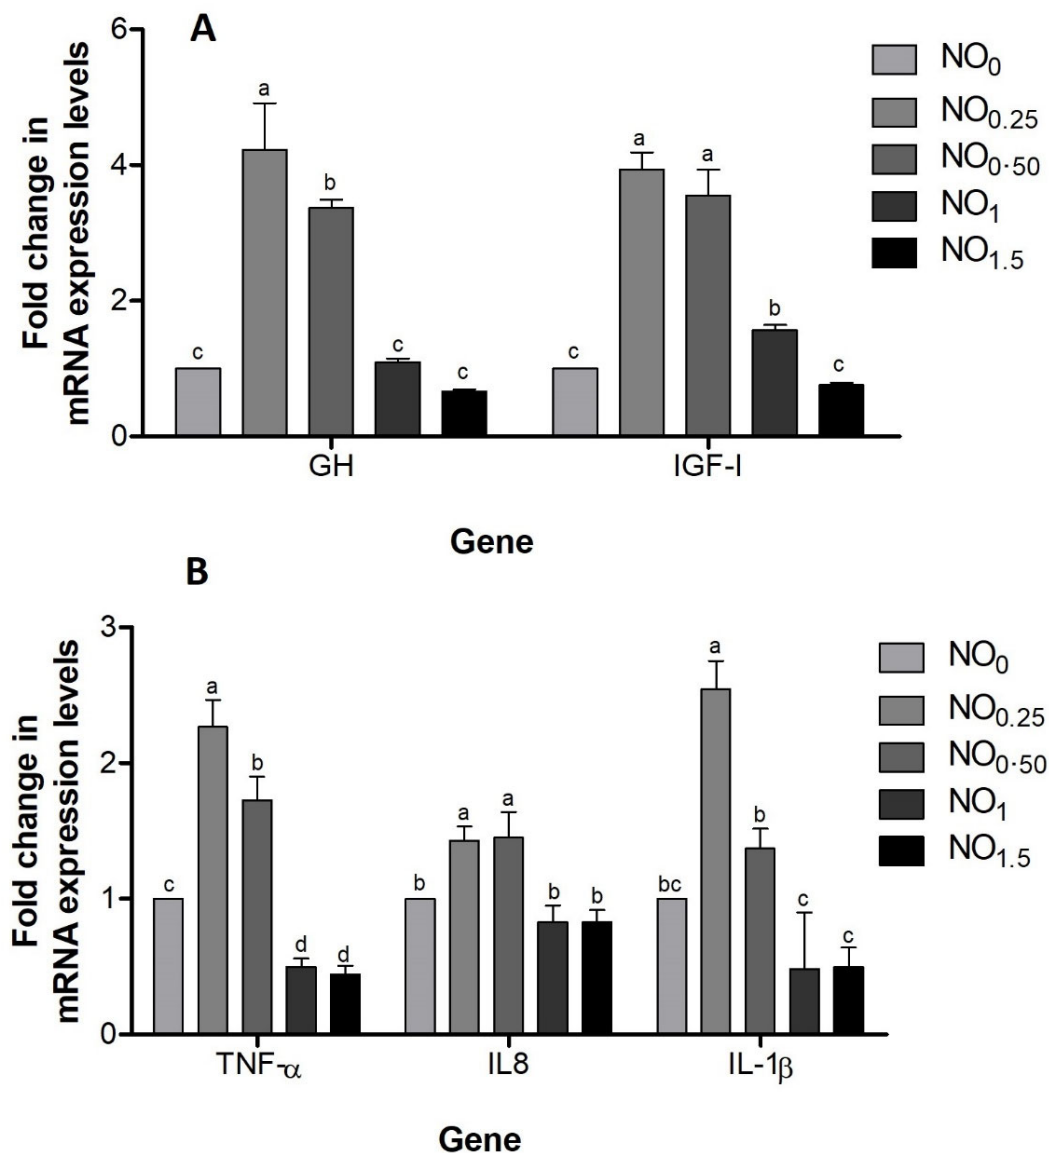 A
Fold change in
mRNA expression levels
6
4
2
0
c
a
b
c
c
c
a
a
b
c
GH
IGF-I
Gene
NO0
NO0.25
NO0·50
NO1
NO1.5
B
Fold change in
mRNA expression levels
3
2
1
0
c
a
b
d
d
b
a
a
b
b
bc
a
b
c
c
TNF-α
IL8
IL-1β
Gene
NO0
NO0.25
NO0·50
NO1
NO1.5